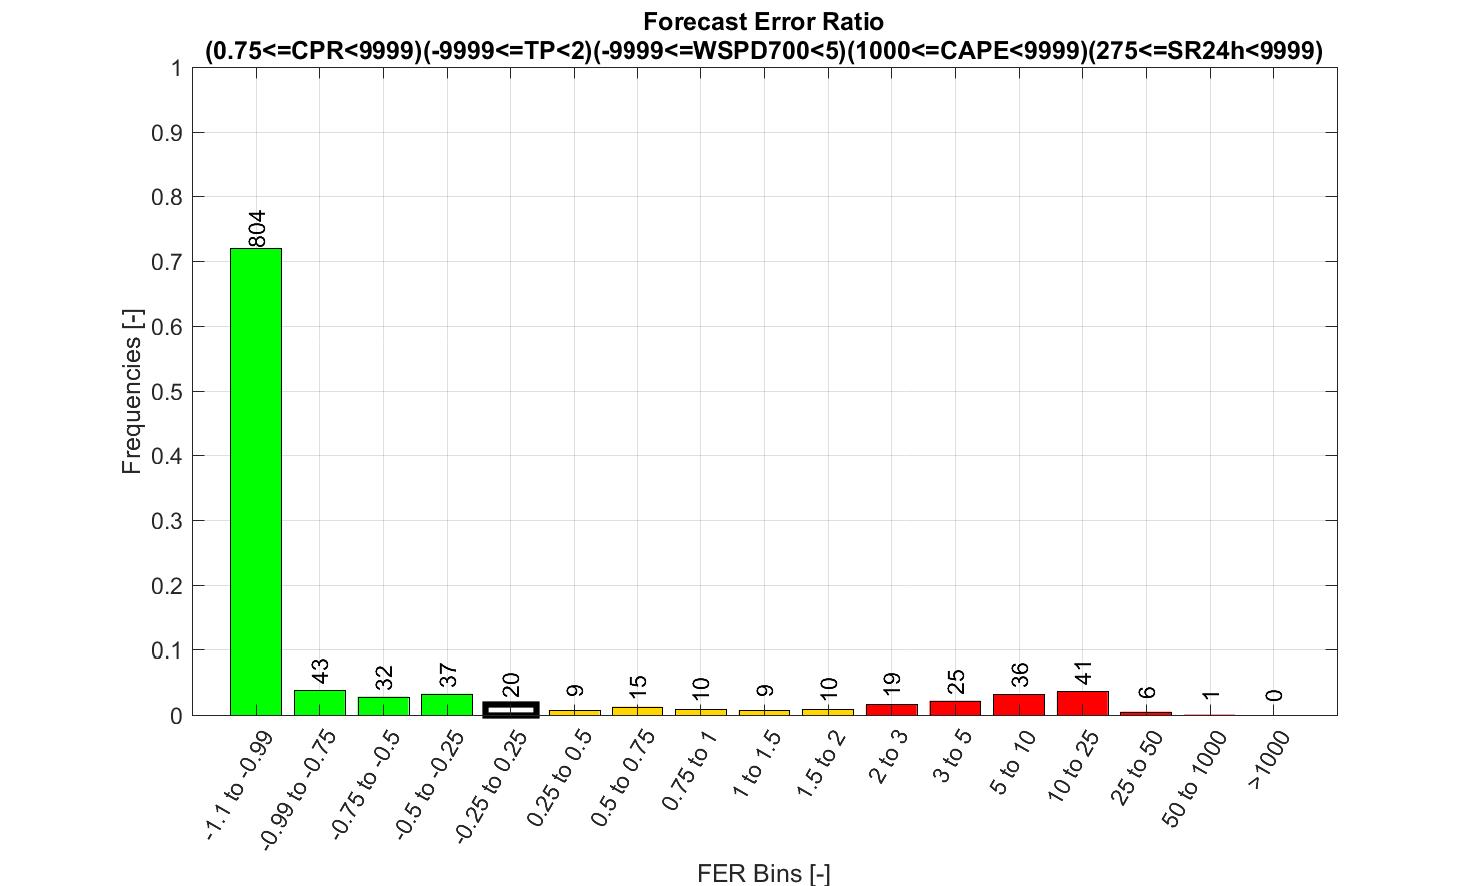 Forecast Error Ratio
(0.75<=CPR<9999)(-9999<=TP<2)(-9999<=WSPD700<5)(1000<=CAPE<9999)(275<=SR24h<9999)
Frequencies [-]
1
0.9
0.8
0.7
0.6
0.5
0.4
0.3
0.2
0.1
0
804
43
32
37
20
9
15
10
9
10
19
25
36
41
6
1
0
-1.1 to -0.99
-0.99 to -0.75
-0.75 to -0.5
-0.5 to -0.25
-0.25 to 0.25
0.25 to 0.5
0.5 to 0.75
0.75 to 1
1 to 1.5
1.5 to 2
2 to 3
3 to 5
5 to 10
10 to 25
25 to 50
50 to 1000
>1000
FER Bins [-]